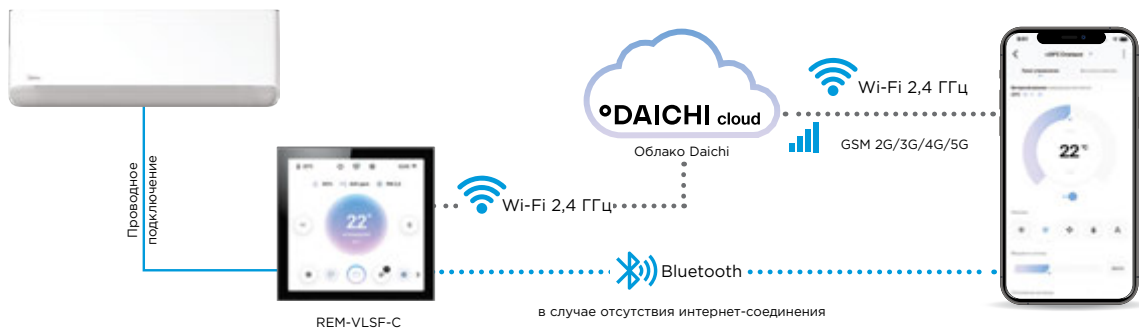 Проводное
подключение
REM-VLSF-C
22°
Wi-Fi 2,4 ГГц
°DAICHI cloud
Облако Daichi
Wi-Fi 2,4 ГГц
GSM 2G/3G/4G/5G
Bluetooth
в случае отсутствия интернет-соединения
22°